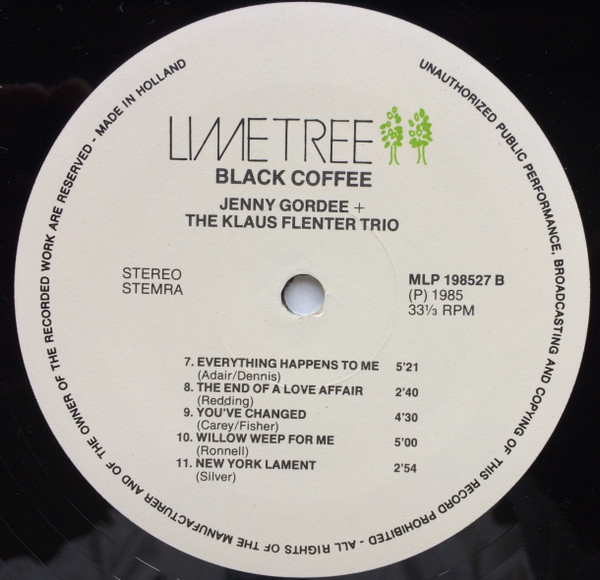 LIMETREE
BLACK COFFEE
JENNY GORDEE +
THE KLAUS FLENTER TRIO
STEREO
STEMRA
MLP 198527 B
(P) 1985
33⅓ RPM
7. EVERYTHING HAPPENS TO ME 5'21
(Adair/Dennis)
8. THE END OF A LOVE AFFAIR 2'40
(Redding)
9. YOU'VE CHANGED 4'30
(Carey/Fisher)
10. WILLOW WEEP FOR ME 5'00
(Ronnell)
11. NEW YORK LAMENT 2'54
(Silver)
UNAUTHORIZED PUBLIC PERFORMANCE, BROADCASTING AND COPYING OF THIS RECORD PROHIBITED - ALL RIGHTS OF THE MANUFACTURER AND OF THE OWNER OF THE RECORDED WORK ARE RESERVED - MADE IN HOLLAND